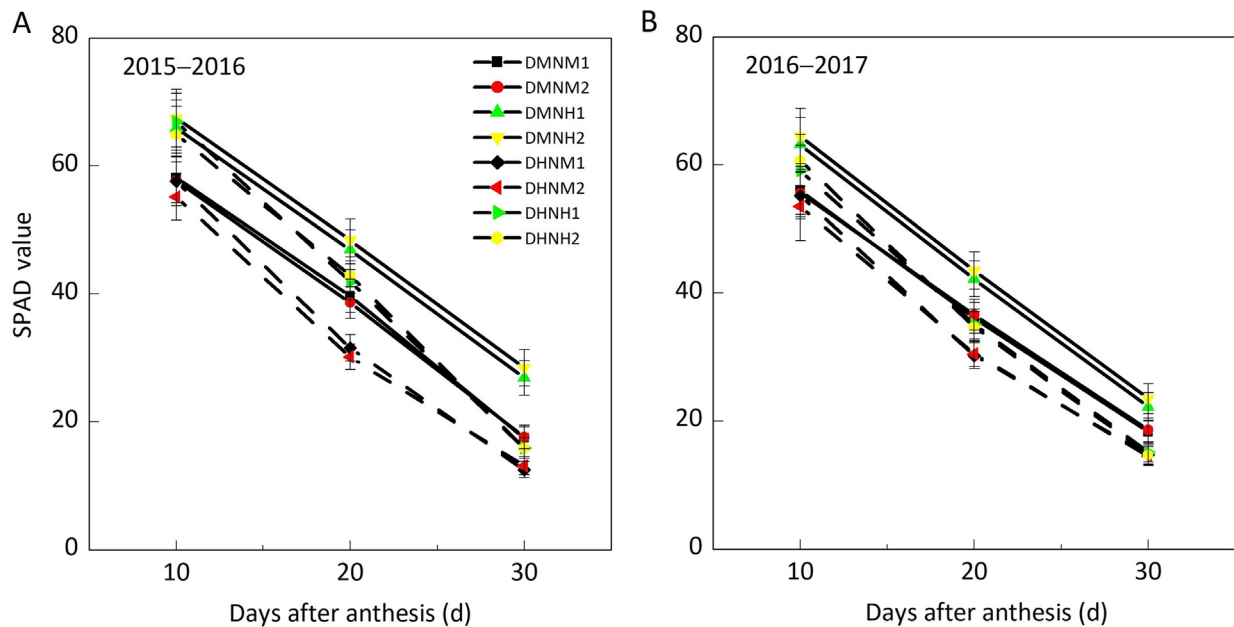 A
80
60
40
20
0
SPAD value
2015–2016
DMNM1
DMNM2
DMNH1
DMNH2
DHNM1
DHNM2
DHNH1
DHNH2
10 20 30
Days after anthesis (d)
B
80
60
40
20
0
2016–2017
10 20 30
Days after anthesis (d)